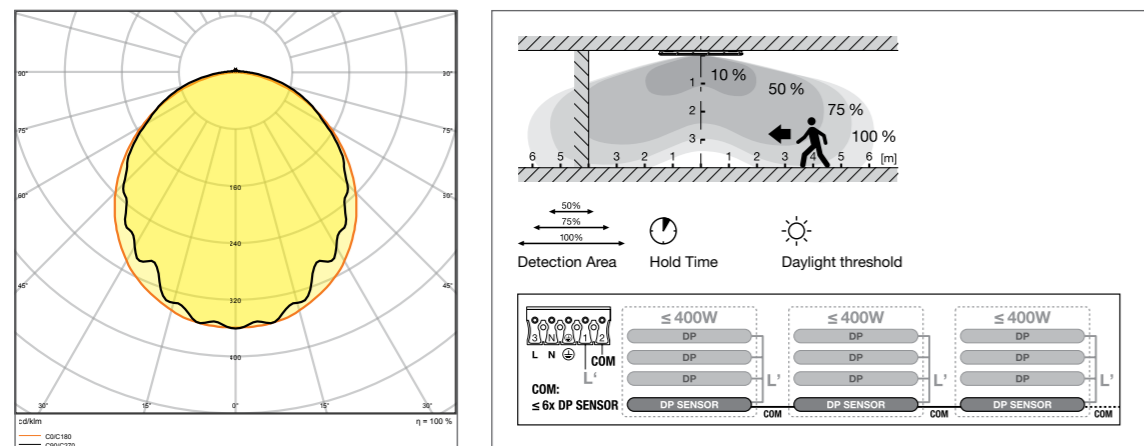 90° 90°
75° 75°
60° 60°
45° 45°
160
240
320
400
30° 15° 0° 15° 30°
cd/klm η = 100 %
C0/C180
C90/C270
10 %
50 %
75 %
100 %
1
2
3
6 5 3 2 1 1 2 3 4 5 6 [m]
50%
75%
100%
Detection Area Hold Time Daylight threshold
≤ 400W ≤ 400W ≤ 400W
DP DP DP
DP DP DP
DP DP DP
DP SENSOR DP SENSOR DP SENSOR
L' L' L'
COM COM COM
3 N 1 2
L N COM
L'
COM:
≤ 6x DP SENSOR